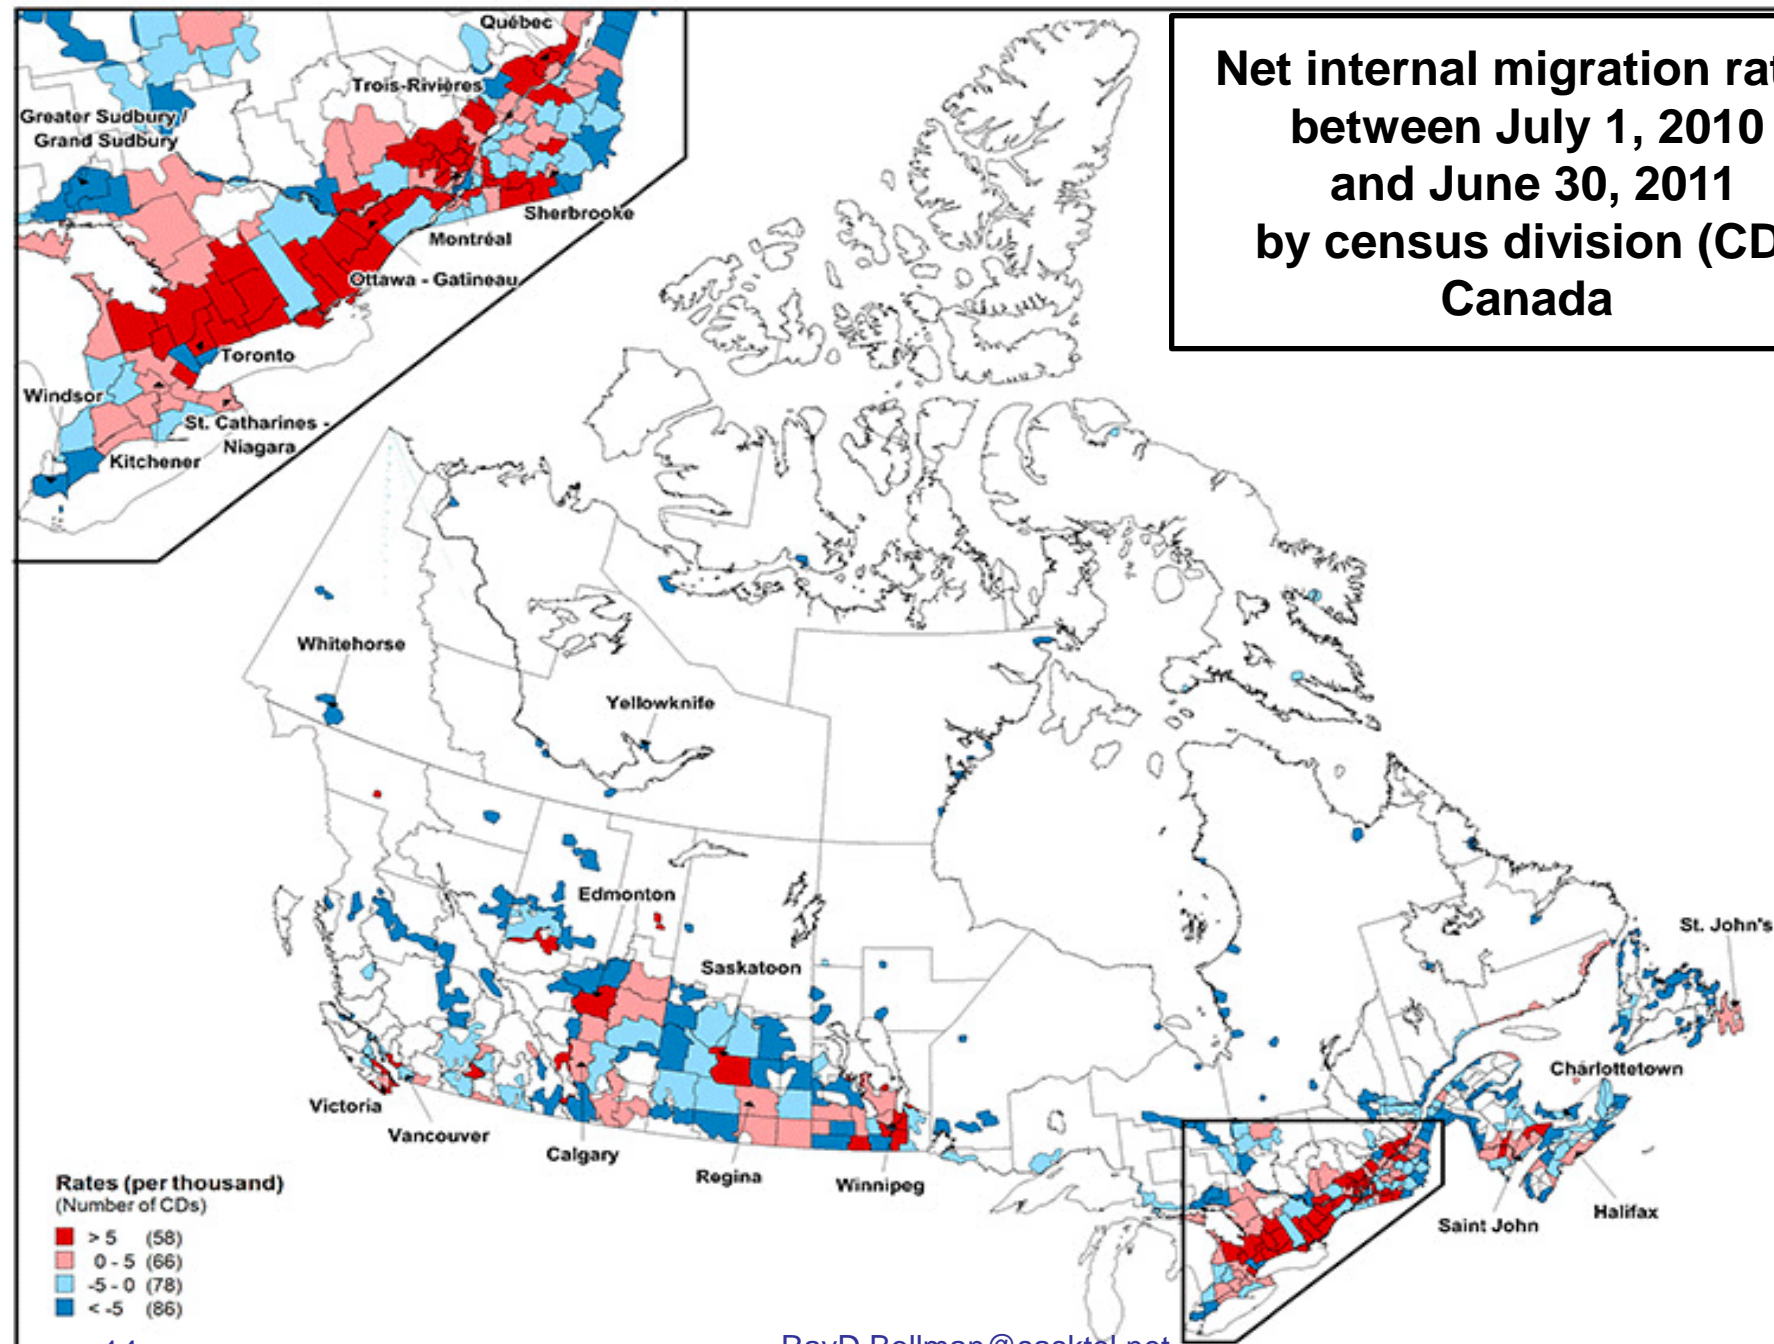 Net internal migration rat
between July 1, 2010
and June 30, 2011
by census division (CD
Canada
Québec
Trois-Rivières
Greater Sudbury /
Grand Sudbury
Sherbrooke
Montréal
Ottawa - Gatineau
Toronto
Windsor
St. Catharines -
Niagara
Kitchener
Whitehorse
Yellowknife
Edmonton
Saskatoon
St. John's
Charlottetown
Victoria
Vancouver
Calgary
Regina
Winnipeg
Saint John
Halifax
Rates (per thousand)
(Number of CDs)
> 5 (58)
0 - 5 (66)
-5 - 0 (78)
< -5 (86)